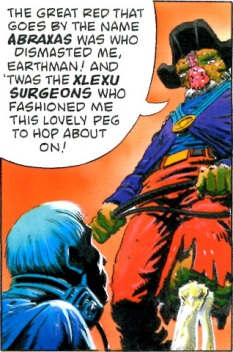 THE GREAT RED THAT
GOES BY THE NAME
ABRAXAS WAS WHO
DISMASTED ME,
EARTHMAN! AND
'TWAS THE XLEXU
SURGEONS WHO
FASHIONED ME
THIS LOVELY PEG
TO HOP ABOUT
ON!